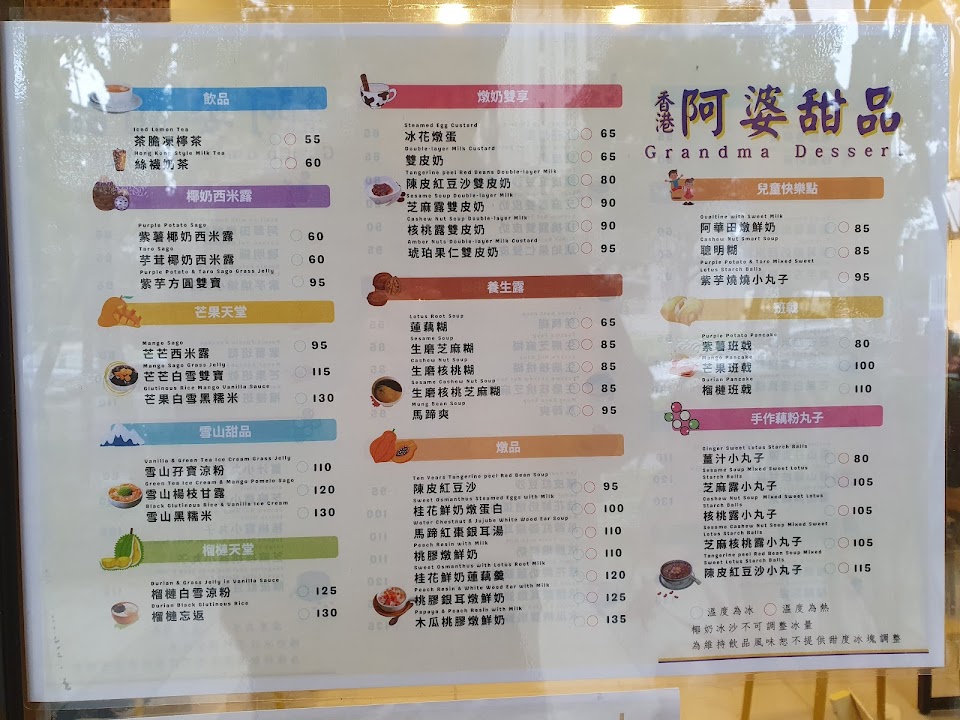 飲品
Iced Lemon Tea
茶膽凍檸茶 55
Hong Kong Style Milk Tea
絲襪奶茶 60
椰奶西米露
Purple Potato Sago
紫薯椰奶西米露 60
Taro Sago
芋茸椰奶西米露 60
Purple Potato & Taro Sago Grass Jelly
紫芋方圓雙寶 95
芒果天堂
Mango Sago
芒芒西米露 95
Mango Sago Grass Jelly
芒芒白雪雙寶 115
Glutinous Rice Mango Vanilla Sauce
芒果白雪黑糯米 130
雪山甜品
Vanilla & Green Tea Ice Cream Grass Jelly
雪山孖寶涼粉 110
Green Tea Ice Cream & Mango Pomelo Sago
雪山楊枝甘露 120
Black Glutinous Rice & Vanilla Ice Cream
雪山黑糯米 130
榴槤天堂
Durian & Grass Jelly in Vanilla Sauce
榴槤白雪涼粉 125
Durian Black Glutinous Rice
榴槤忘返 130
燉奶雙享
Steamed Egg Custard
冰花燉蛋 65
Double-layer Milk Custard
雙皮奶 65
Tangerine peel Red Beans Double-layer Milk
陳皮紅豆沙雙皮奶 80
Sesame Soup Double-layer Milk
芝麻露雙皮奶 90
Cashew Nut Soup Double-layer Milk
核桃露雙皮奶 90
Amber Nuts Double-layer Milk Custard
琥珀果仁雙皮奶 95
養生露
Lotus Root Soup
蓮藕糊 65
Sesame Soup
生磨芝麻糊 85
Cashew Nut Soup
生磨核桃糊 85
Sesame Cashew Nut Soup
生磨核桃芝麻糊 85
Mung Bean Soup
馬蹄爽 95
燉品
Ten Years Tangerine peel Red Bean Soup
陳皮紅豆沙 95
Sweet Osmanthus Steamed Eggs with Milk
桂花鮮奶燉蛋白 100
Water Chestnut & Jujube White Wood Ear Soup
馬蹄紅棗銀耳湯 110
Peach Resin with Milk
桃膠燉鮮奶 110
Sweet Osmanthus with Lotus Root Milk
桂花鮮奶蓮藕羹 120
Peach Resin & White Wood Ear with Milk
桃膠銀耳燉鮮奶 125
Papaya & Peach Resin with Milk
木瓜桃膠燉鮮奶 135
香港 阿婆甜品
Grandma Dessert
兒童快樂點
Ovaltine with Sweet Milk
阿華田燉鮮奶 85
Cashew Nut Smart Soup
聰明糊 85
Purple Potato & Taro Mixed Sweet
Lotus Starch Balls
紫芋燒燒小丸子 95
班戟
Purple Potato Pancake
紫薯班戟 80
Mango Pancake
芒果班戟 100
Durian Pancake
榴槤班戟 110
手作藕粉丸子
Ginger Sweet Lotus Starch Balls
薑汁小丸子 80
Sesame Soup Mixed Sweet Lotus
Starch Balls
芝麻露小丸子 105
Cashew Nut Soup Mixed Sweet Lotus
Starch Balls
核桃露小丸子 105
Sesame Cashew Nut Soup Mixed Sweet
Lotus Starch Balls
芝麻核桃露小丸子 105
Tangerine peel Red Bean Soup Mixed
Sweet Lotus Starch Balls
陳皮紅豆沙小丸子 115
溫度為冰 溫度為熱
椰奶冰沙不可調整冰量
為維持飲品風味恕不提供甜度冰塊調整